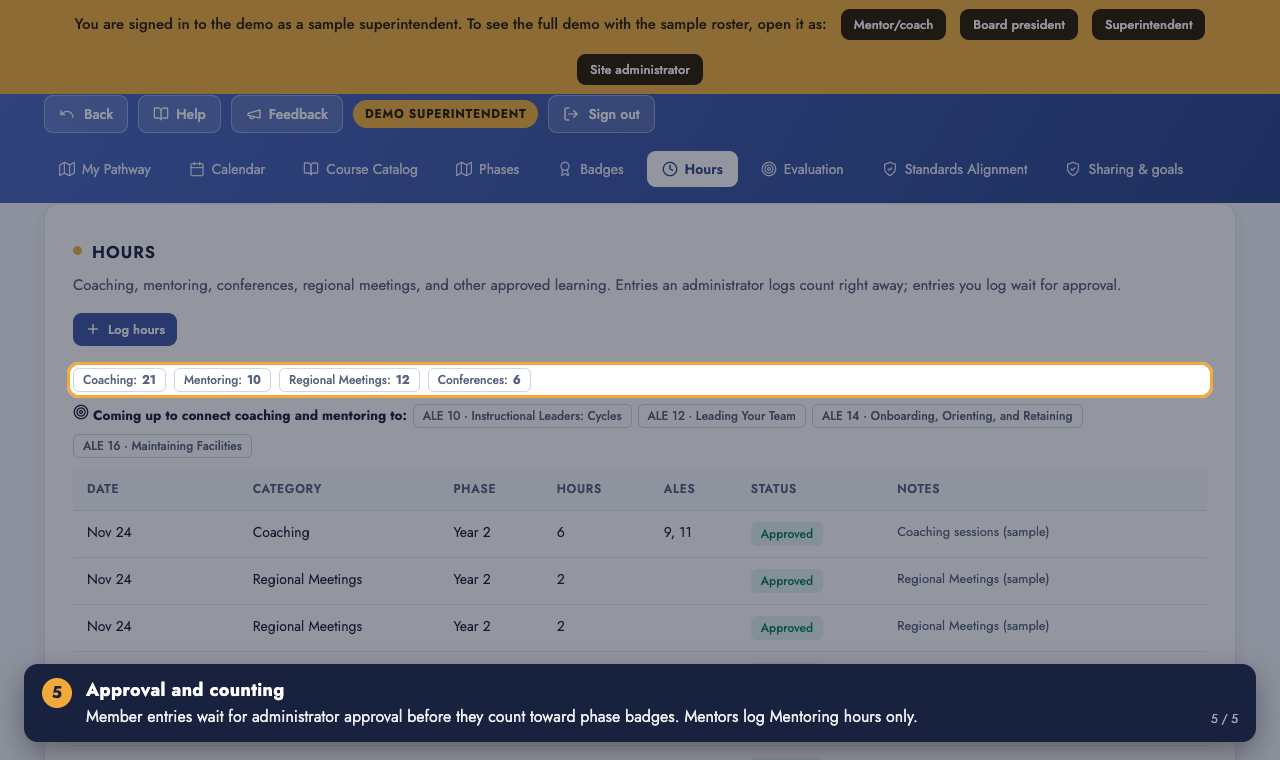 You are signed in to the demo as a sample superintendent. To see the full demo with the sample roster, open it as: Mentor/coach Board president Superintendent
Site administrator
Back Help Feedback DEMO SUPERINTENDENT Sign out
My Pathway Calendar Course Catalog Phases Badges Hours Evaluation Standards Alignment Sharing & goals
HOURS
Coaching, mentoring, conferences, regional meetings, and other approved learning. Entries an administrator logs count right away; entries you log wait for approval.
+ Log hours
Coaching: 21 Mentoring: 10 Regional Meetings: 12 Conferences: 6
Coming up to connect coaching and mentoring to: ALE 10 · Instructional Leaders: Cycles ALE 12 · Leading Your Team ALE 14 · Onboarding, Orienting, and Retaining
ALE 16 · Maintaining Facilities
DATE CATEGORY PHASE HOURS ALES STATUS NOTES
Nov 24 Coaching Year 2 6 9, 11 Approved Coaching sessions (sample)
Nov 24 Regional Meetings Year 2 2 Approved Regional Meetings (sample)
Nov 24 Regional Meetings Year 2 2 Approved Regional Meetings (sample)
5 Approval and counting
Member entries wait for administrator approval before they count toward phase badges. Mentors log Mentoring hours only. 5 / 5